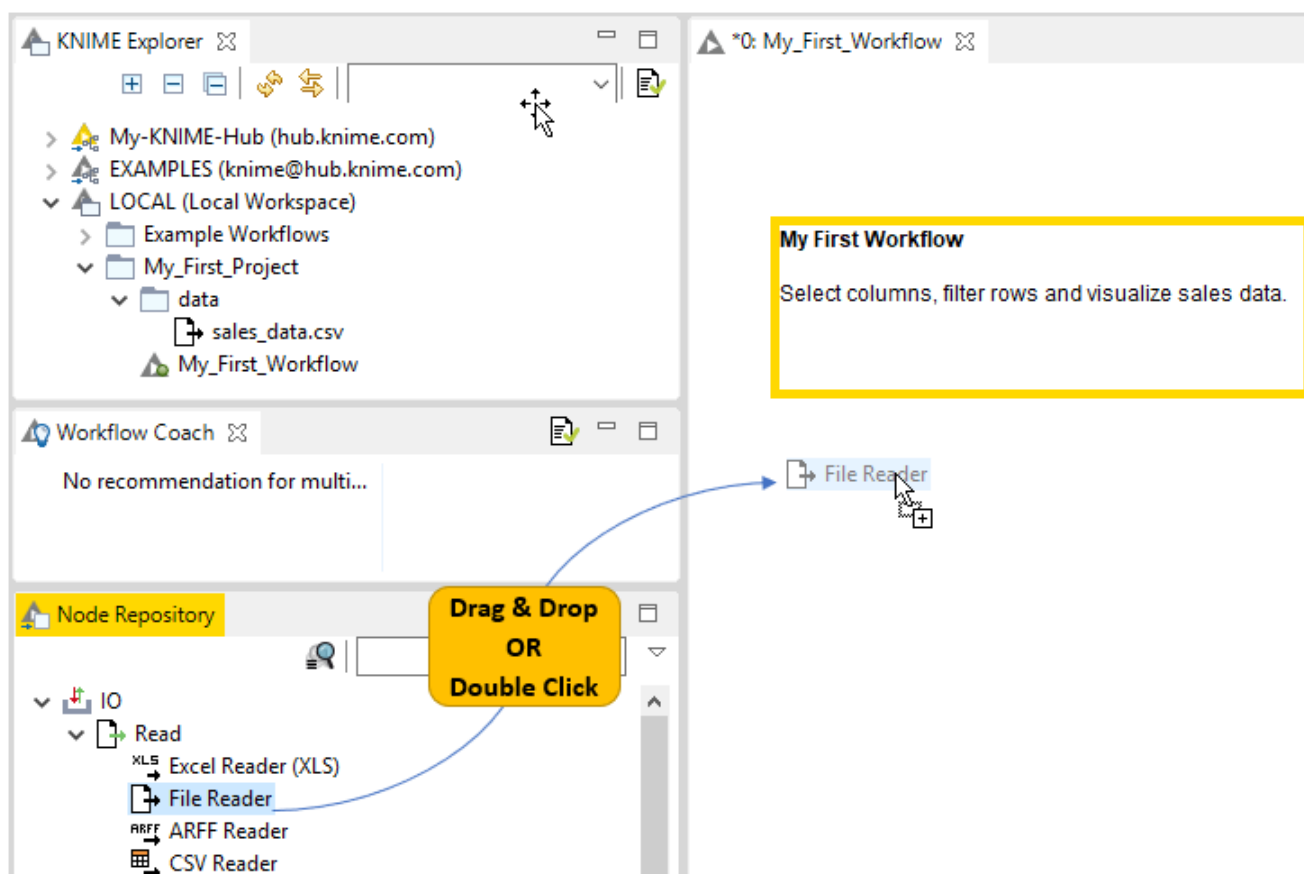 KNIME Explorer
My-KNIME-Hub (hub.knime.com)
EXAMPLES (knime@hub.knime.com)
LOCAL (Local Workspace)
Example Workflows
My_First_Project
data
sales_data.csv
My_First_Workflow
Workflow Coach
No recommendation for multi...
Node Repository
IO
Read
XLS Excel Reader (XLS)
File Reader
ARFF ARFF Reader
CSV Reader
Drag & Drop
OR
Double Click
*0: My_First_Workflow
My First Workflow
Select columns, filter rows and visualize sales data.
File Reader